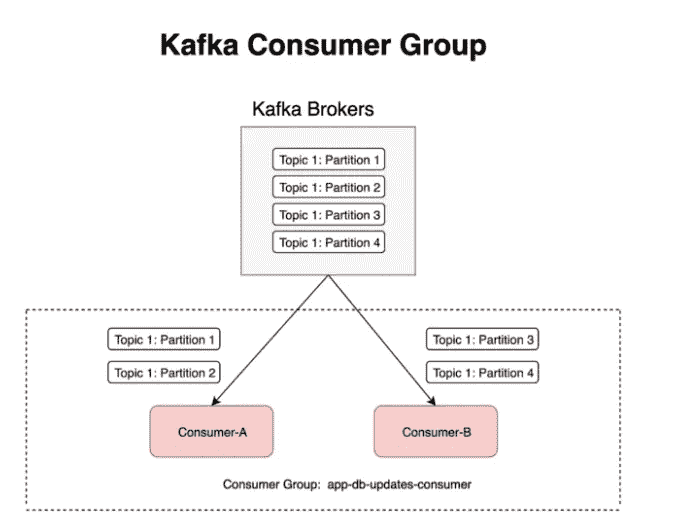 Kafka Consumer Group
Kafka Brokers
Topic 1: Partition 1
Topic 1: Partition 2
Topic 1: Partition 3
Topic 1: Partition 4
Topic 1: Partition 1
Topic 1: Partition 2
Topic 1: Partition 3
Topic 1: Partition 4
Consumer-A
Consumer-B
Consumer Group: app-db-updates-consumer